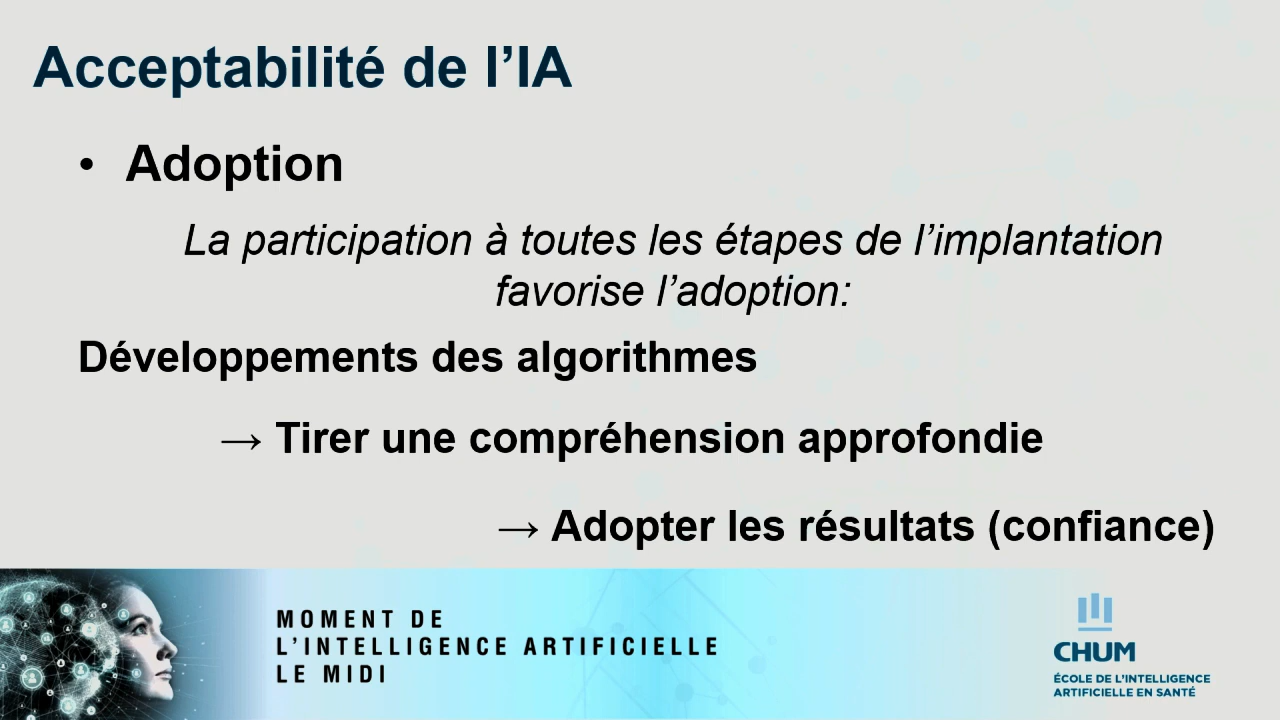 Acceptabilité de l’IA
• Adoption
La participation à toutes les étapes de l’implantation
favorise l’adoption:
Développements des algorithmes
→ Tirer une compréhension approfondie
→ Adopter les résultats (confiance)
MOMENT DE
L’INTELLIGENCE ARTIFICIELLE
LE MIDI
CHUM
ÉCOLE DE L’INTELLIGENCE
ARTIFICIELLE EN SANTÉ